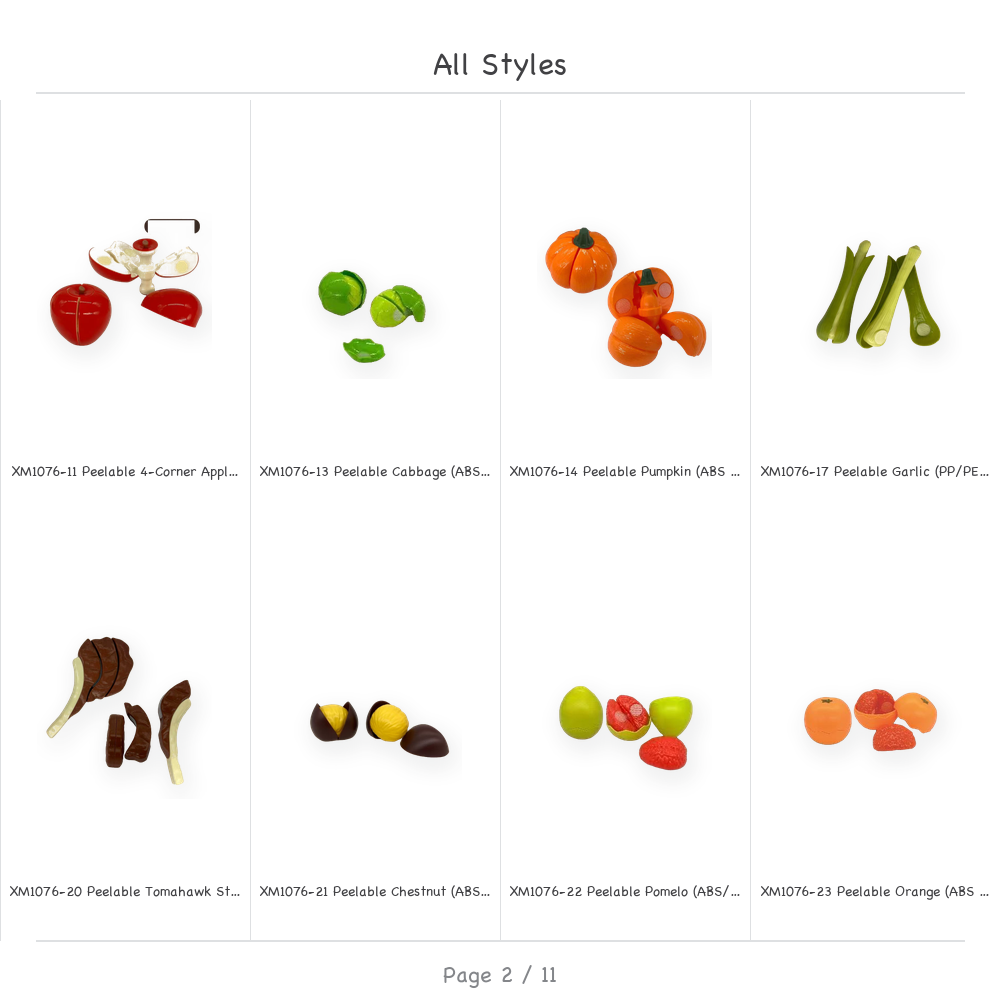 All Styles
XM1076-11 Peelable 4-Corner Appl...
XM1076-13 Peelable Cabbage (ABS...
XM1076-14 Peelable Pumpkin (ABS ...
XM1076-17 Peelable Garlic (PP/PE...
XM1076-20 Peelable Tomahawk St...
XM1076-21 Peelable Chestnut (ABS...
XM1076-22 Peelable Pomelo (ABS/...
XM1076-23 Peelable Orange (ABS ...
Page 2 / 11